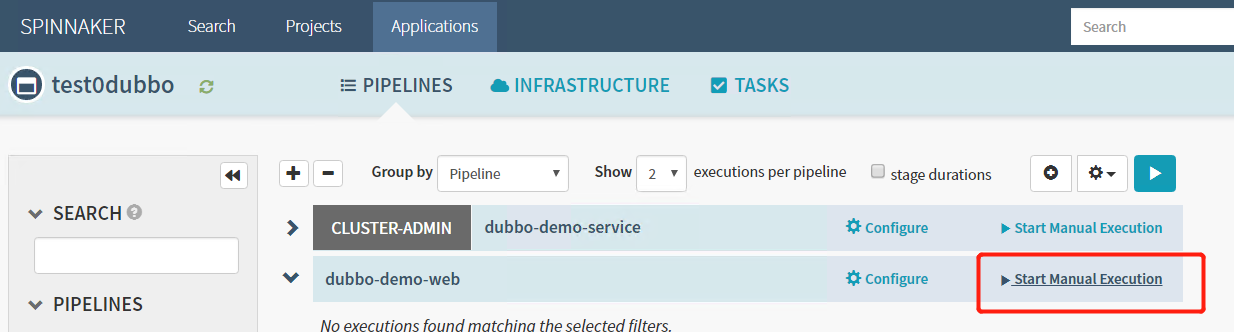 SPINNAKER Search Projects Applications Search
test0dubbo PIPELINES INFRASTRUCTURE TASKS
Group by Pipeline Show 2 executions per pipeline stage durations
SEARCH ?
CLUSTER-ADMIN dubbo-demo-service Configure Start Manual Execution
dubbo-demo-web Configure Start Manual Execution
PIPELINES
No executions found matching the selected filters.